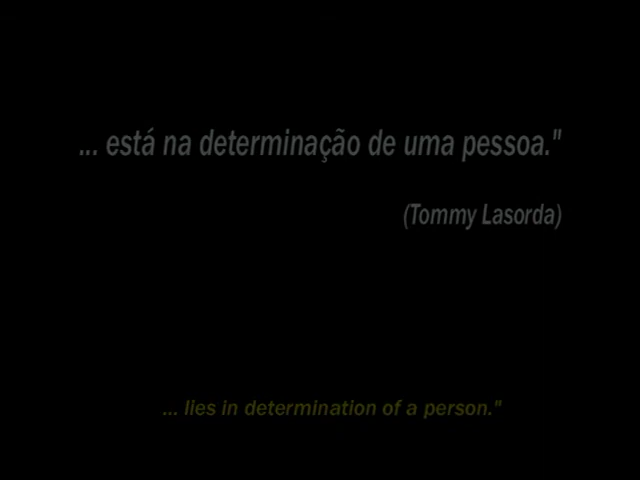 ... está na determinação de uma pessoa."
(Tommy Lasorda)
... lies in determination of a person."